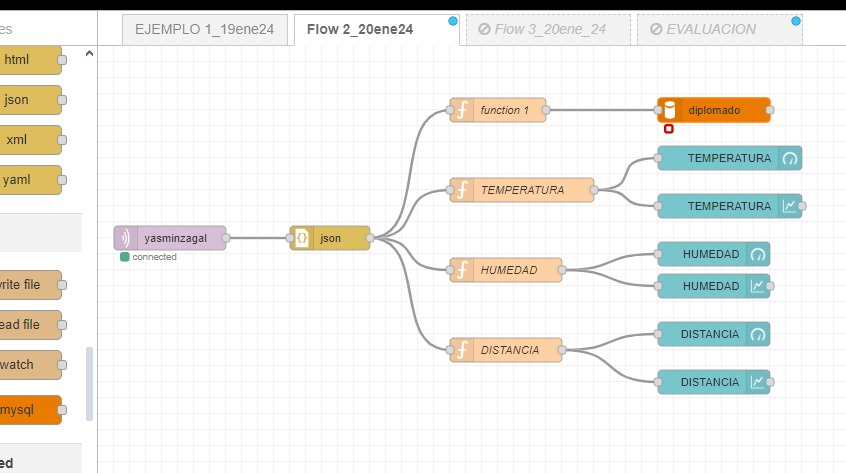 es
EJEMPLO 1_19ene24
Flow 2_20ene24
Flow 3_20ene_24
EVALUACION
html
json
xml
yaml
write file
ead file
watch
mysql
ed
function 1
diplomado
TEMPERATURA
TEMPERATURA
TEMPERATURA
yasminzagal
connected
json
HUMEDAD
HUMEDAD
HUMEDAD
DISTANCIA
DISTANCIA
DISTANCIA